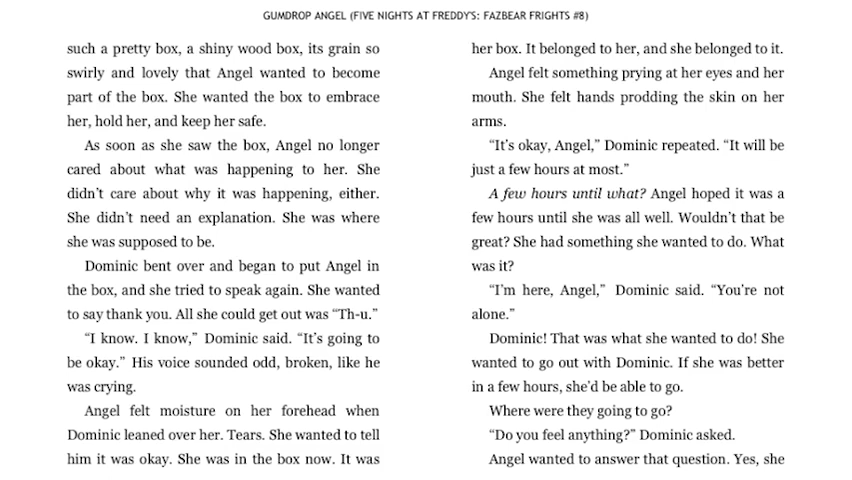 GUMDROP ANGEL (FIVE NIGHTS AT FREDDY'S: FAZBEAR FRIGHTS #8)
such a pretty box, a shiny wood box, its grain so
swirly and lovely that Angel wanted to become
part of the box. She wanted the box to embrace
her, hold her, and keep her safe.
As soon as she saw the box, Angel no longer
cared about what was happening to her. She
didn’t care about why it was happening, either.
She didn’t need an explanation. She was where
she was supposed to be.
Dominic bent over and began to put Angel in
the box, and she tried to speak again. She wanted
to say thank you. All she could get out was “Th-u.”
“I know. I know,” Dominic said. “It’s going to
be okay.” His voice sounded odd, broken, like he
was crying.
Angel felt moisture on her forehead when
Dominic leaned over her. Tears. She wanted to tell
him it was okay. She was in the box now. It was
her box. It belonged to her, and she belonged to it.
Angel felt something prying at her eyes and her
mouth. She felt hands prodding the skin on her
arms.
“It’s okay, Angel,” Dominic repeated. “It will be
just a few hours at most.”
A few hours until what? Angel hoped it was a
few hours until she was all well. Wouldn’t that be
great? She had something she wanted to do. What
was it?
“I’m here, Angel,” Dominic said. “You’re not
alone.”
Dominic! That was what she wanted to do! She
wanted to go out with Dominic. If she was better
in a few hours, she’d be able to go.
Where were they going to go?
“Do you feel anything?” Dominic asked.
Angel wanted to answer that question. Yes, she